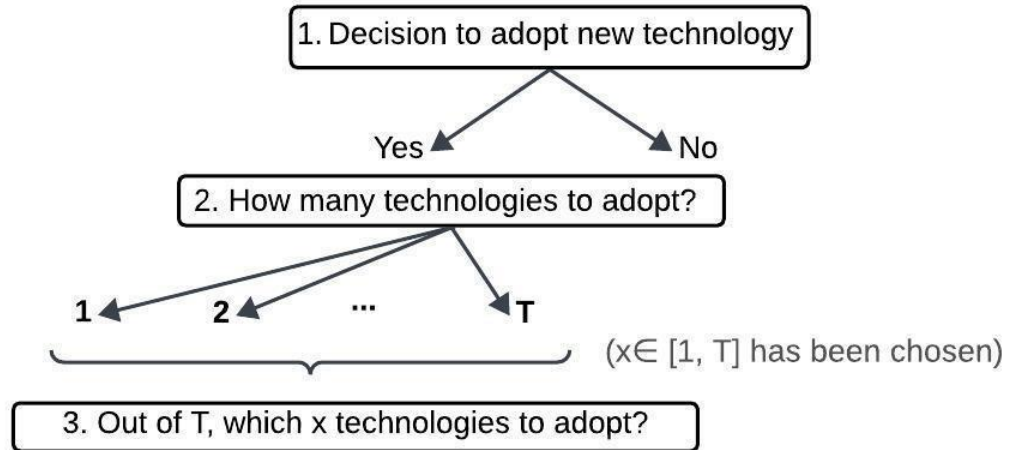 1. Decision to adopt new technology
Yes No
2. How many technologies to adopt?
1 2 ... T
(x∈ [1, T] has been chosen)
3. Out of T, which x technologies to adopt?